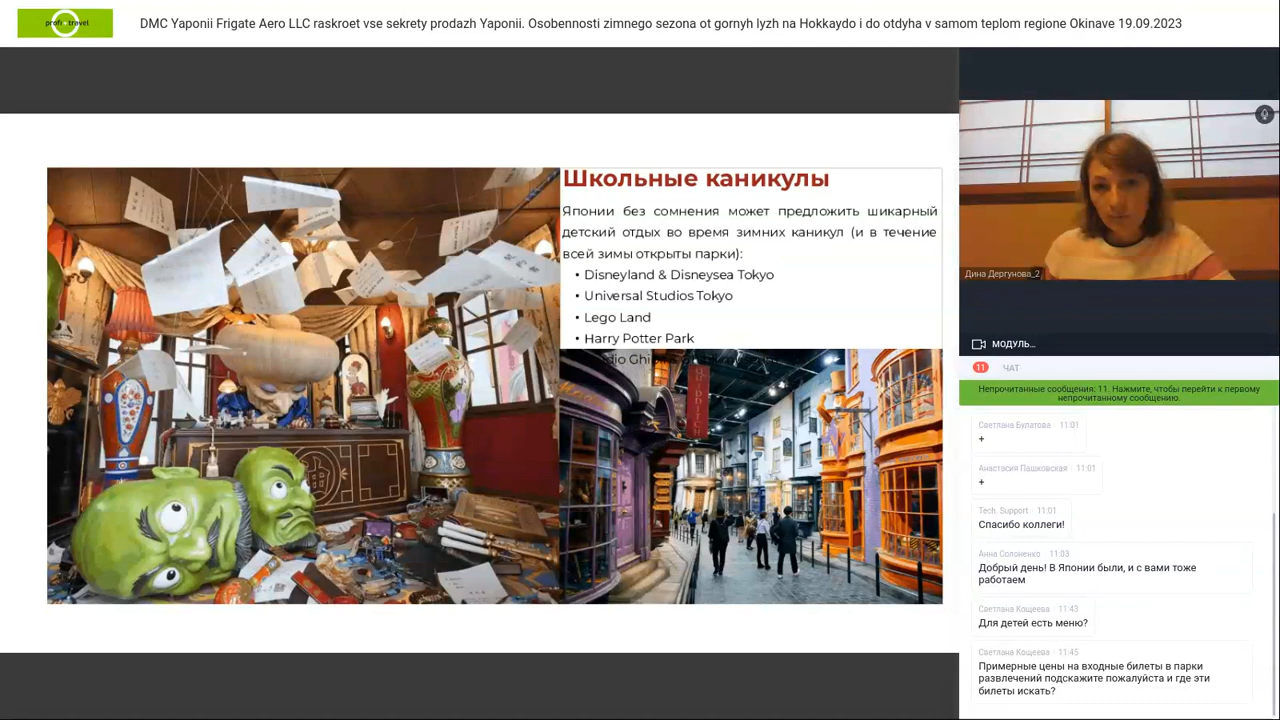 profi travel
DMC Yaponii Frigate Aero LLC raskroet vse sekrety prodazh Yaponii. Osobennosti zimnego sezona ot gornyh lyzh na Hokkaydo i do otdyha v samom teplom regione Okinave 19.09.2023
Школьные каникулы
Японии без сомнения может предложить шикарный
детский отдых во время зимних каникул (и в течение
всей зимы открыты парки):
• Disneyland & Disneysea Tokyo
• Universal Studios Tokyo
• Lego Land
• Harry Potter Park
QUIDDITCH
Дина Дергунова_2
модуль...
11 ЧАТ
Непрочитанные сообщения: 11. Нажмите, чтобы перейти к первому
непрочитанному сообщению.
Светлана Булатова · 11:01
+
Анастасия Пашковская · 11:01
+
Tech. Support · 11:01
Спасибо коллеги!
Анна Солоненко · 11:03
Добрый день! В Японии были, и с вами тоже
работаем
Светлана Кощеева · 11:43
Для детей есть меню?
Светлана Кощеева · 11:45
Примерные цены на входные билеты в парки
развлечений подскажите пожалуйста и где эти
билеты искать?